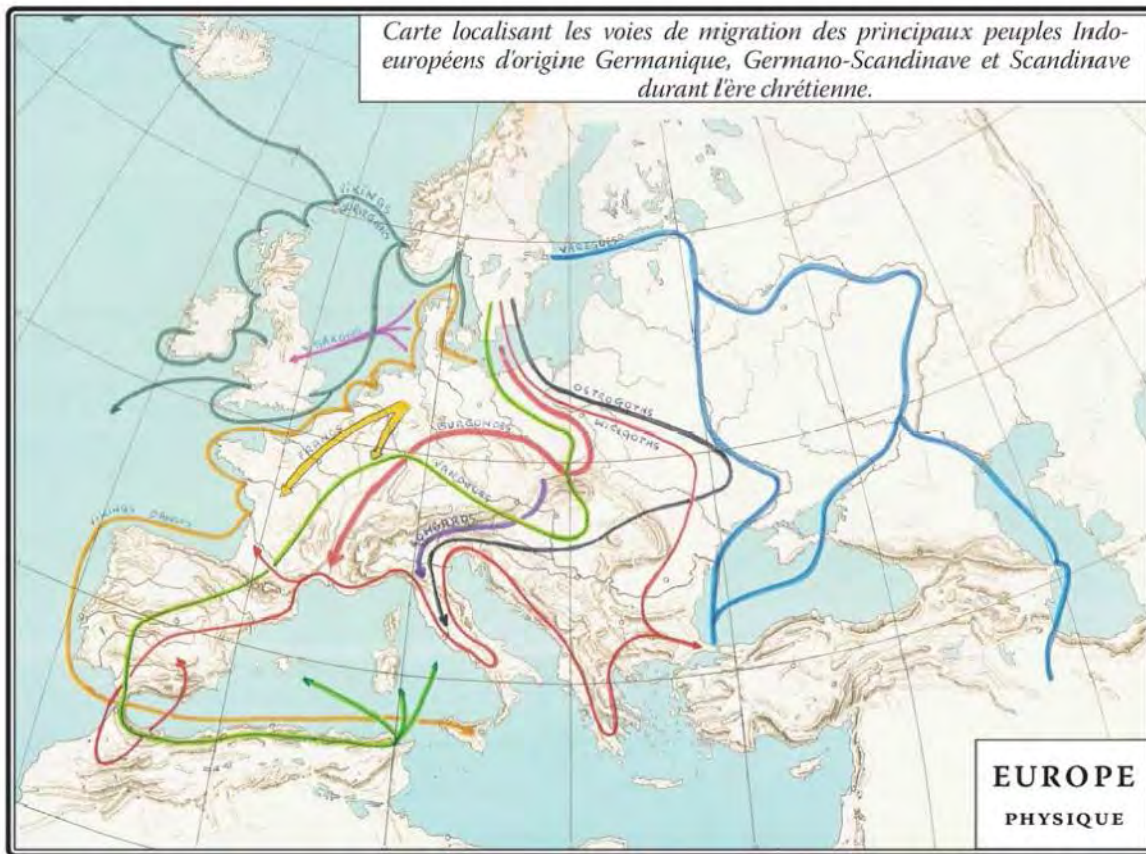 Carte localisant les voies de migration des principaux peuples Indo-
européens d'origine Germanique, Germano-Scandinave et Scandinave
durant l'ère chrétienne.
VIKINGS
VAREGUES
SAXONS
OSTROGOTHS
WISIGOTHS
BURGONDES
FRANCS
VANDALES
VIKINGS DANOIS
EUROPE
PHYSIQUE